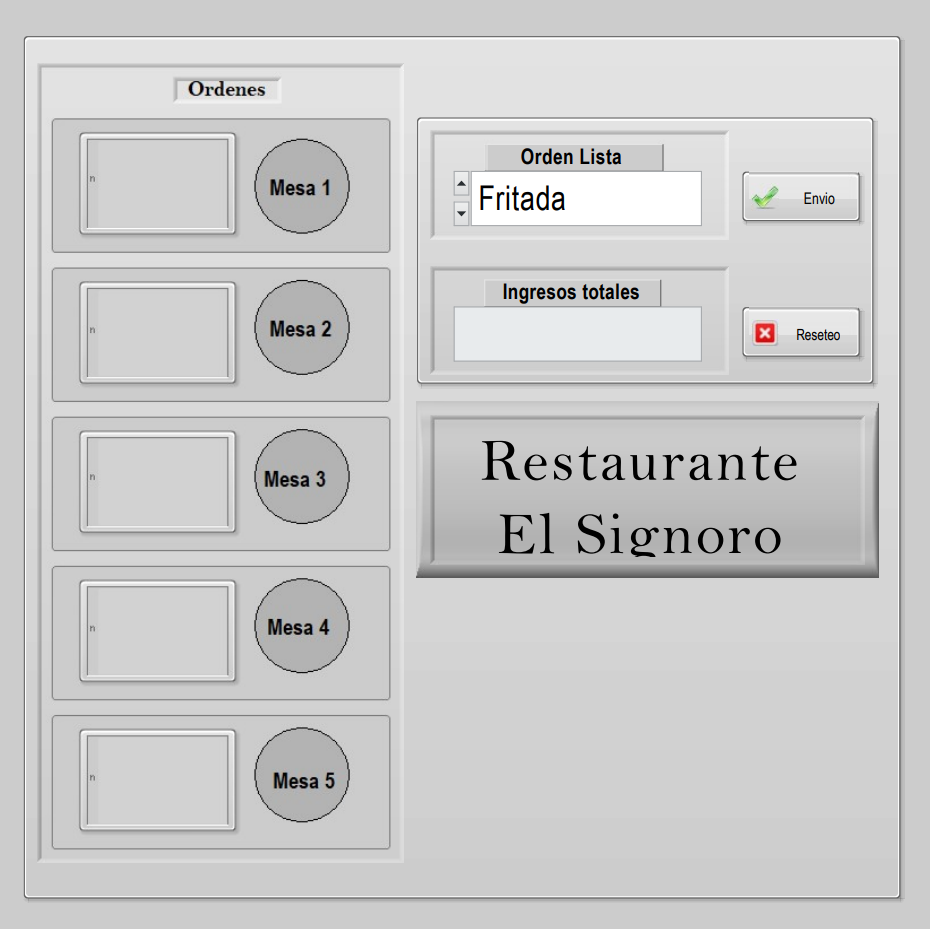 Ordenes
n
Mesa 1
n
Mesa 2
n
Mesa 3
n
Mesa 4
n
Mesa 5
Orden Lista
Fritada
Envio
Ingresos totales
Reseteo
Restaurante
El Signoro